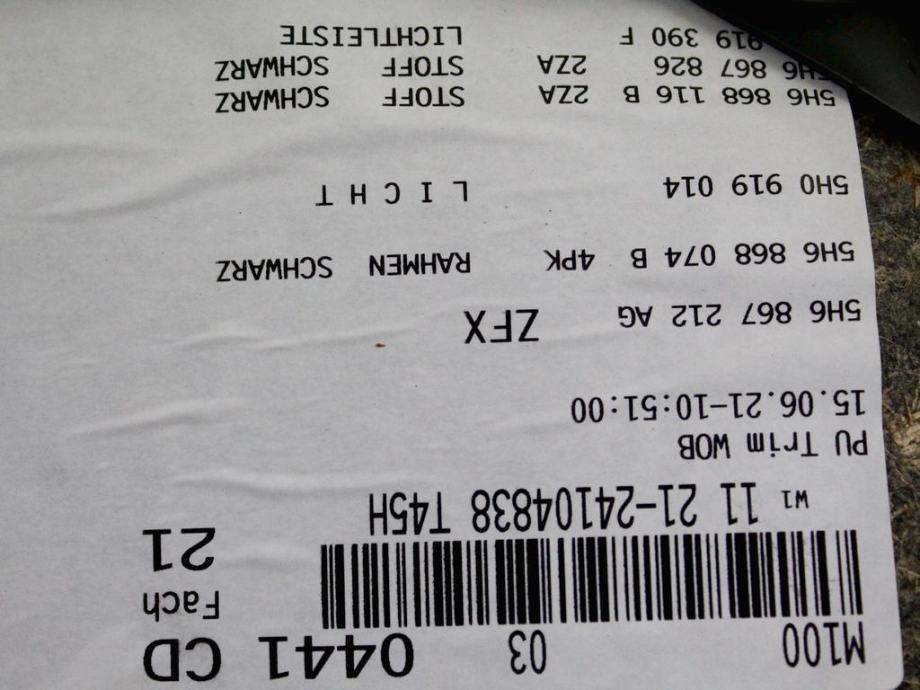 M100 03 0441 CD
Fach
21
W1 11 21-24104838 T45H
PU Trim WOB
15.06.21-10:51:00
5H6 867 212 AG ZFX
5H6 868 074 B 4PK RAHMEN SCHWARZ
5H0 919 014 L I C H T
5H6 868 116 B 2ZA STOFF SCHWARZ
5H6 867 826 2ZA STOFF SCHWARZ
919 390 F LICHTLEISTE